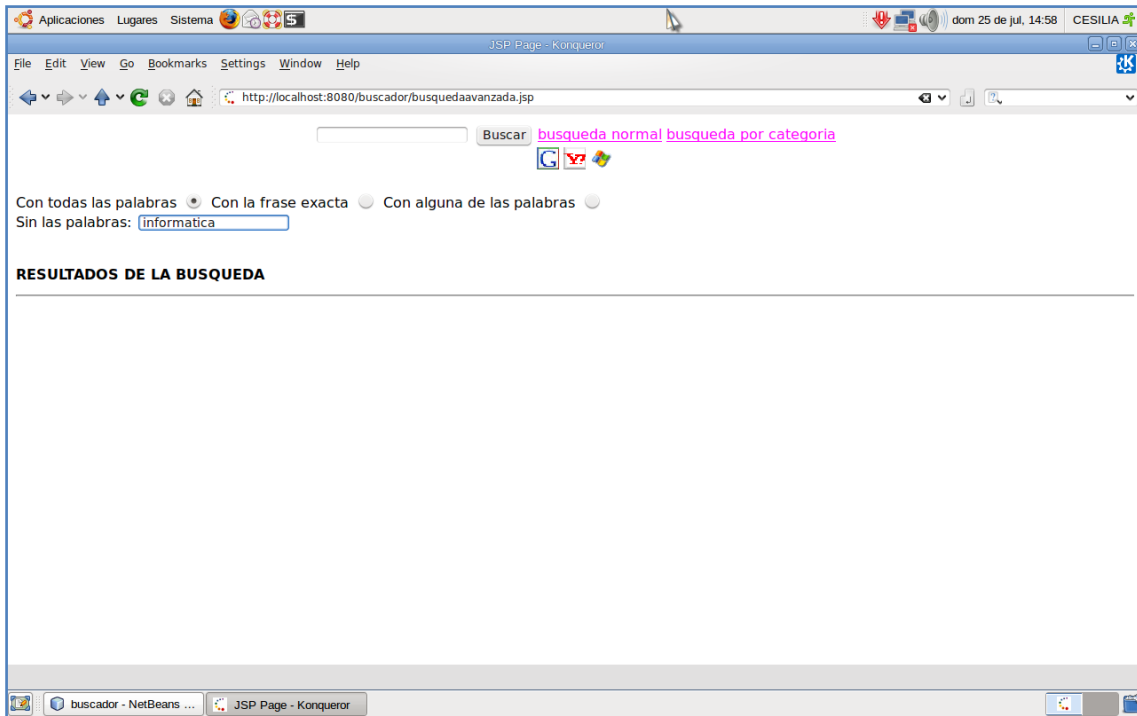 Aplicaciones Lugares Sistema dom 25 de jul, 14:58 CESILIA
JSP Page - Konqueror
File Edit View Go Bookmarks Settings Window Help
http://localhost:8080/buscador/busquedaavanzada.jsp
Buscar busqueda normal busqueda por categoria
G Y?
Con todas las palabras Con la frase exacta Con alguna de las palabras
Sin las palabras: informatica
RESULTADOS DE LA BUSQUEDA
buscador - NetBeans ... JSP Page - Konqueror